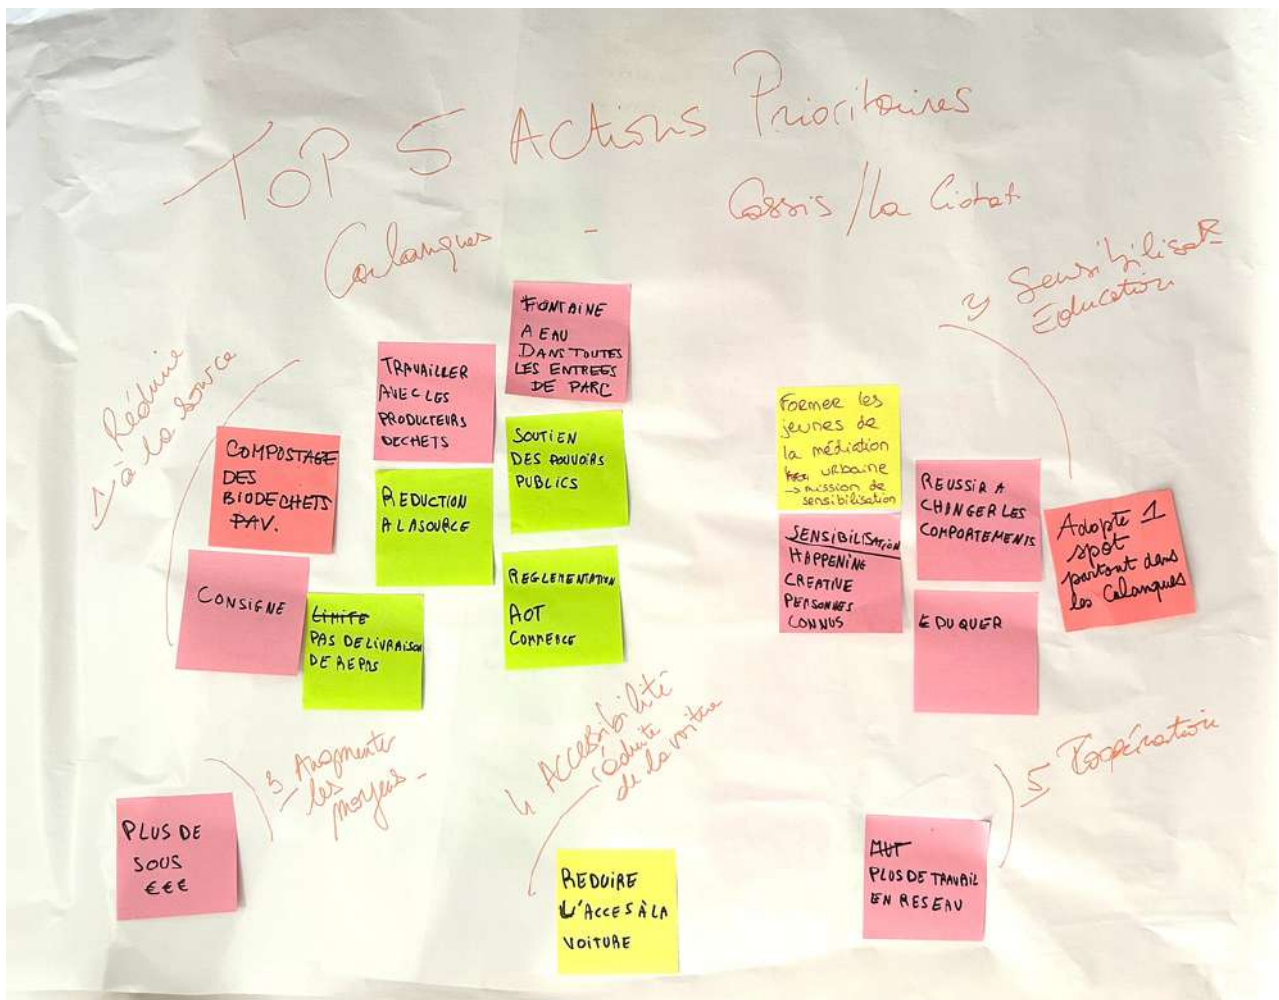 TOP 5 Actions Prioritaires
Calanques - Cassis / La Ciotat
1 Réduire
à la source
FONTAINE
A EAU
DANS TOUTES
LES ENTREES
DE PARC
TRAVAILLER
AVEC LES
PRODUCTEURS
DECHETS
COMPOSTAGE
DES
BIODECHETS
PAV.
SOUTIEN
DES POUVOIRS
PUBLICS
REDUCTION
A LA SOURCE
CONSIGNE
LIMITE
PAS DE LIVRAISON
DE REPAS
REGLEMENTATION
AOT
COMMERCE
Sensibilisat°
Education
Former les
jeunes de
la médiation
urbaine
→ mission de
sensibilisation
SENSIBILISATION
HAPPENING
CREATIVE
PERSONNES
CONNUS
REUSSIR A
CHANGER LES
COMPORTEMENTS
EDUQUER
Adopte 1
spot
partout dans
les Calanques
3 Augmenter
les
moyens -
PLUS DE
SOUS
€€€
4 ACCESSibilité
réduite
de la voiture
REDUIRE
L'ACCES À LA
VOITURE
5 Coopération
MUT
PLUS DE TRAVAIL
EN RESEAU